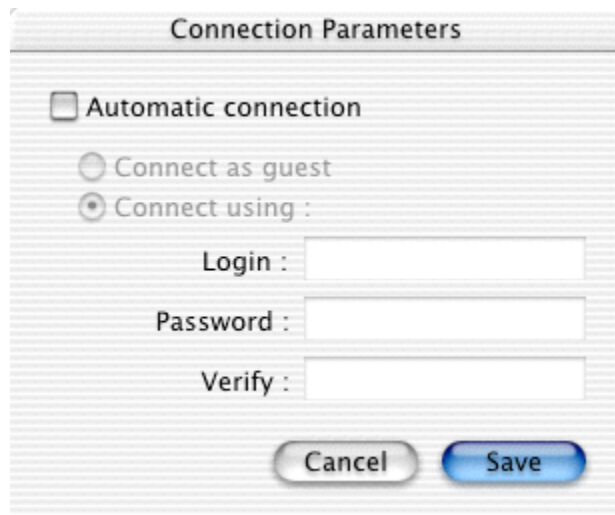 Connection Parameters
Automatic connection
Connect as guest
Connect using :
Login :
Password :
Verify :
Cancel Save